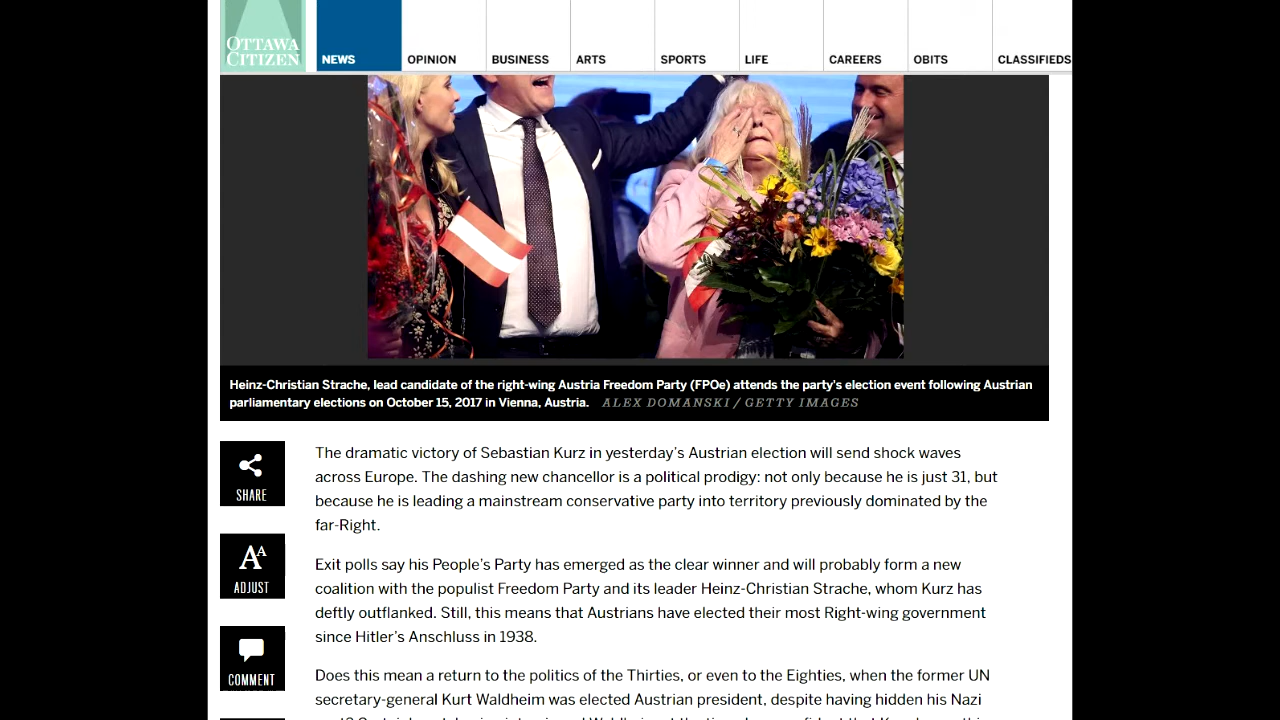 OTTAWA
CITIZEN
NEWS
OPINION
BUSINESS
ARTS
SPORTS
LIFE
CAREERS
OBITS
CLASSIFIEDS
Heinz-Christian Strache, lead candidate of the right-wing Austria Freedom Party (FPOe) attends the party's election event following Austrian
parliamentary elections on October 15, 2017 in Vienna, Austria. ALEX DOMANSKI / GETTY IMAGES
SHARE
ADJUST
COMMENT
The dramatic victory of Sebastian Kurz in yesterday's Austrian election will send shock waves
across Europe. The dashing new chancellor is a political prodigy: not only because he is just 31, but
because he is leading a mainstream conservative party into territory previously dominated by the
far-Right.
Exit polls say his People's Party has emerged as the clear winner and will probably form a new
coalition with the populist Freedom Party and its leader Heinz-Christian Strache, whom Kurz has
deftly outflanked. Still, this means that Austrians have elected their most Right-wing government
since Hitler's Anschluss in 1938.
Does this mean a return to the politics of the Thirties, or even to the Eighties, when the former UN
secretary-general Kurt Waldheim was elected Austrian president, despite having hidden his Nazi